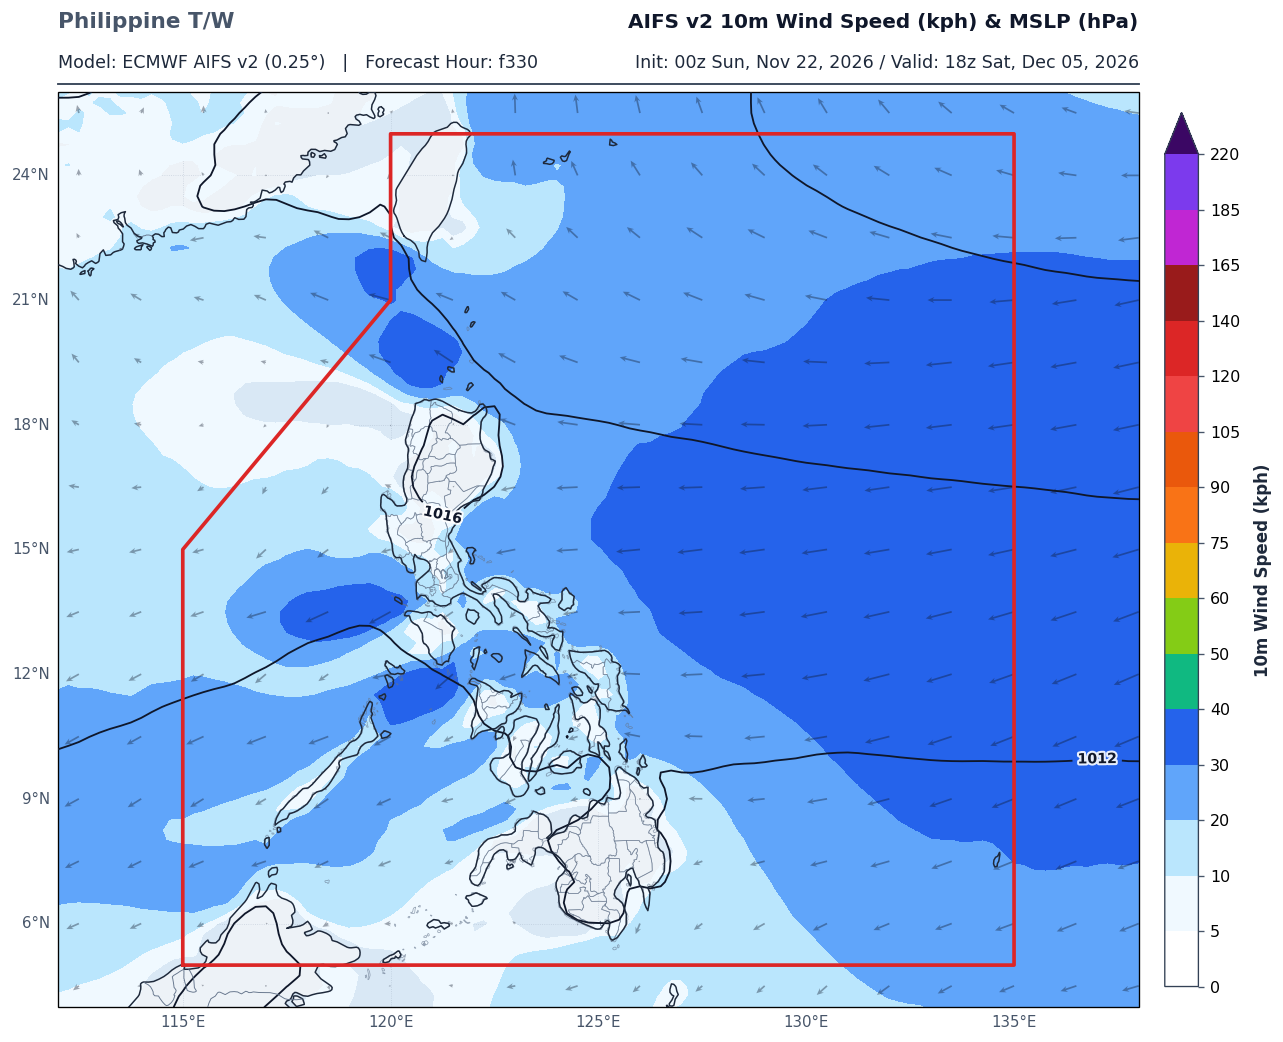 Philippine T/W
AIFS v2 10m Wind Speed (kph) & MSLP (hPa)
Model: ECMWF AIFS v2 (0.25°) | Forecast Hour: f330
Init: 00z Sun, Nov 22, 2026 / Valid: 18z Sat, Dec 05, 2026
24°N
21°N
18°N
15°N
12°N
9°N
6°N
1016
1012
115°E
120°E
125°E
130°E
135°E
220
185
165
140
120
105
90
75
60
50
40
30
20
10
5
0
10m Wind Speed (kph)